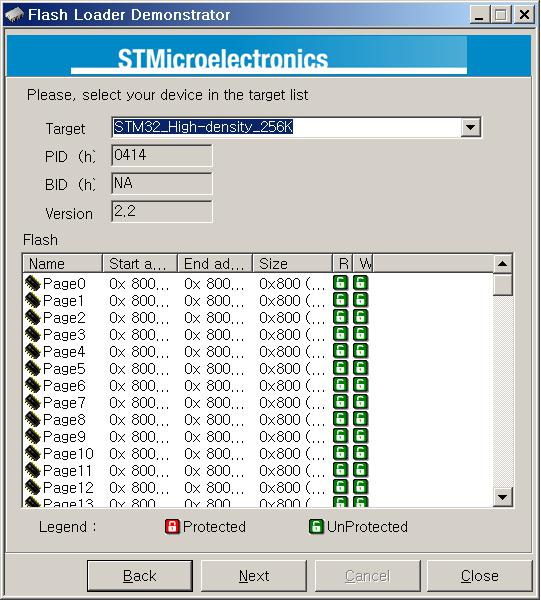 Flash Loader Demonstrator
STMicroelectronics
Please, select your device in the target list
Target STM32_High-density_256K
PID (h) 0414
BID (h) NA
Version 2.2
Flash
Name Start a... End ad... Size R W
Page0 0x 800... 0x 800... 0x800 (...
Page1 0x 800... 0x 800... 0x800 (...
Page2 0x 800... 0x 800... 0x800 (...
Page3 0x 800... 0x 800... 0x800 (...
Page4 0x 800... 0x 800... 0x800 (...
Page5 0x 800... 0x 800... 0x800 (...
Page6 0x 800... 0x 800... 0x800 (...
Page7 0x 800... 0x 800... 0x800 (...
Page8 0x 800... 0x 800... 0x800 (...
Page9 0x 800... 0x 800... 0x800 (...
Page10 0x 800... 0x 800... 0x800 (...
Page11 0x 800... 0x 800... 0x800 (...
Page12 0x 800... 0x 800... 0x800 (...
Page13 0x 800... 0x 800... 0x800 (...
Legend : Protected UnProtected
Back Next Cancel Close